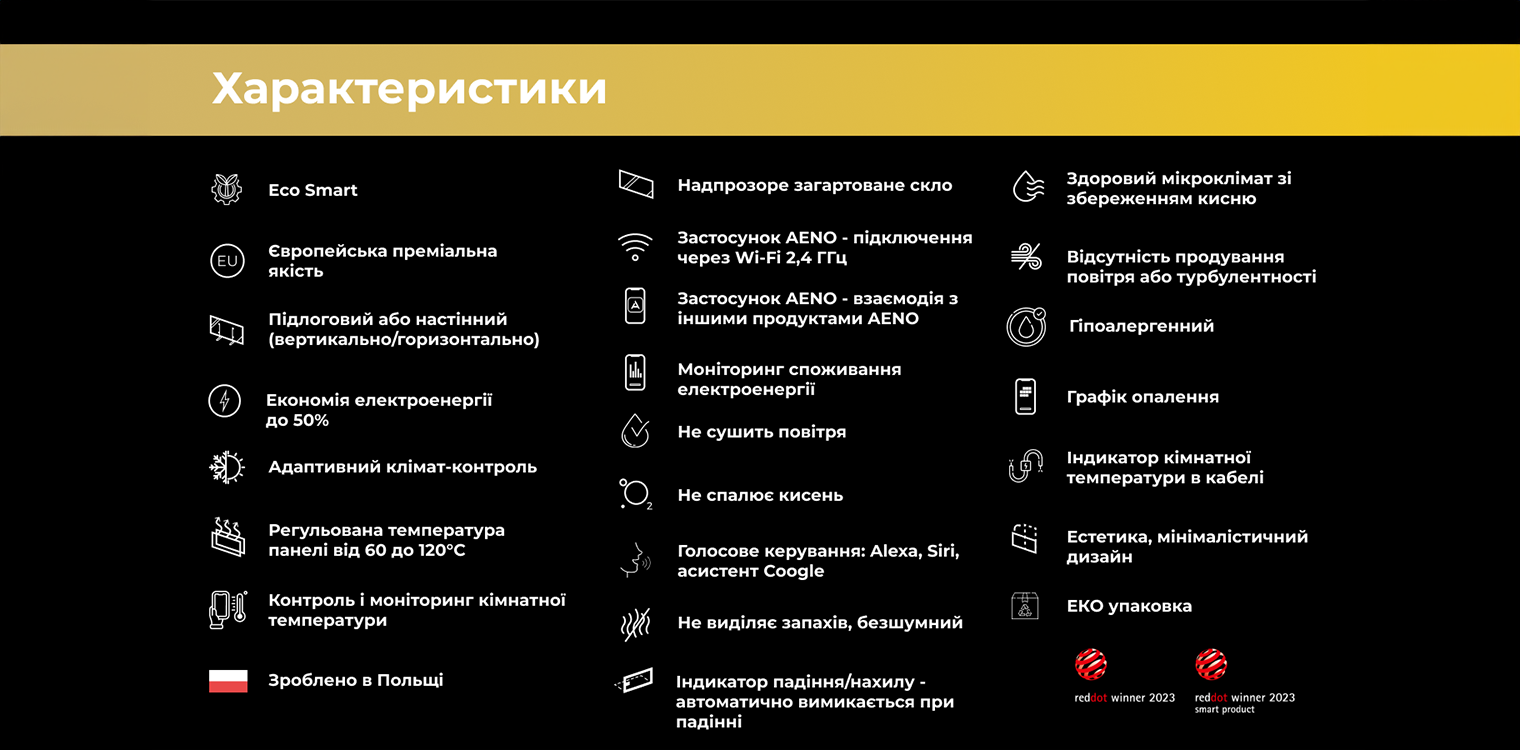 Характеристики
Eco Smart
EU
Європейська преміальна
якість
Підлоговий або настінний
(вертикально/горизонтально)
Економія електроенергії
до 50%
Адаптивний клімат-контроль
Регульована температура
панелі від 60 до 120°C
Контроль і моніторинг кімнатної
температури
Зроблено в Польщі
Надпрозоре загартоване скло
Застосунок AENO - підключення
через Wi-Fi 2,4 ГГц
A
Застосунок AENO - взаємодія з
іншими продуктами AENO
Моніторинг споживання
електроенергії
Не сушить повітря
2
Не спалює кисень
Голосове керування: Alexa, Siri,
асистент Coogle
Не виділяє запахів, безшумний
Індикатор падіння/нахилу -
автоматично вимикається при
падінні
Здоровий мікроклімат зі
збереженням кисню
Відсутність продування
повітря або турбулентності
Гіпоалергенний
Графік опалення
Індикатор кімнатної
температури в кабелі
Естетика, мінімалістичний
дизайн
ЕКО упаковка
reddot winner 2023
reddot winner 2023
smart product